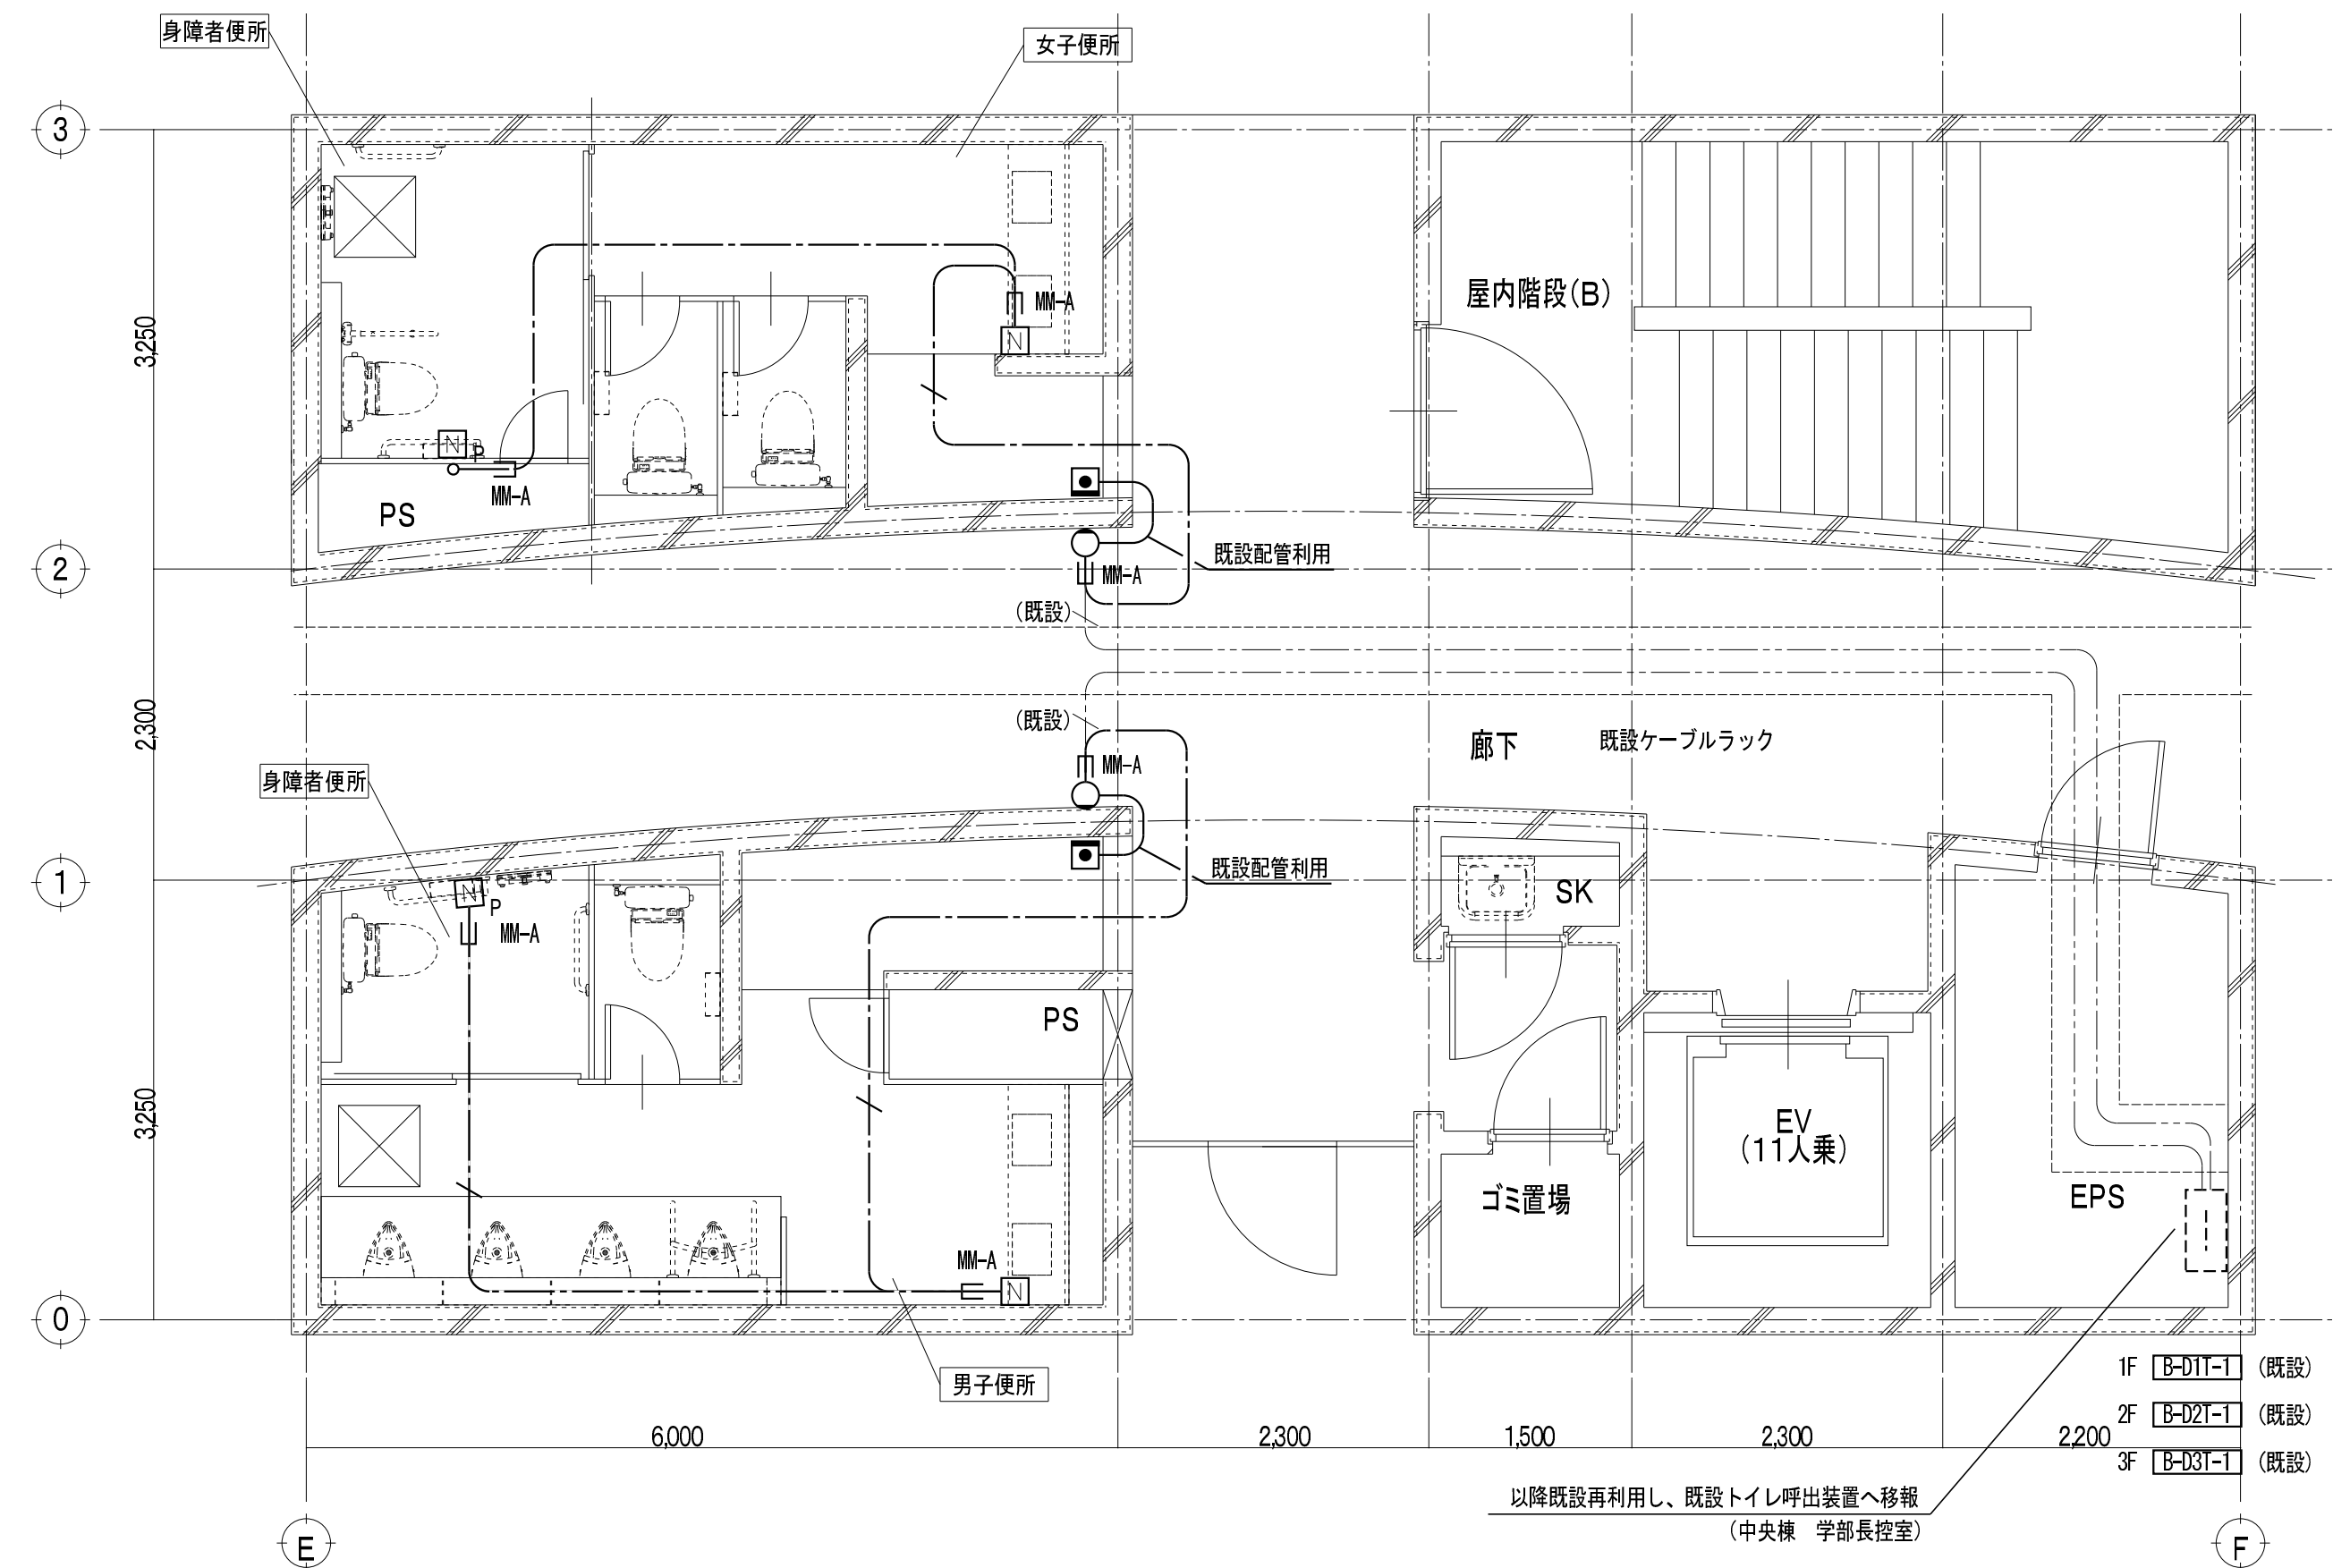 身障者便所
女子便所
3
N
MM-A
屋内階段(B)
3,250
N
P
MM-A
PS
既設配管利用
2
MM-A
(既設)
2,300
(既設)
廊下
既設ケーブルラック
MM-A
身障者便所
既設配管利用
1
N
P
MM-A
SK
PS
3,250
EV
(11人乗)
ゴミ置場
EPS
MM-A
N
0
男子便所
1F B-D1T-1 (既設)
2F B-D2T-1 (既設)
3F B-D3T-1 (既設)
6,000
2,300
1,500
2,300
2,200
以降既設再利用し、既設トイレ呼出装置へ移報
(中央棟 学部長控室)
E
F